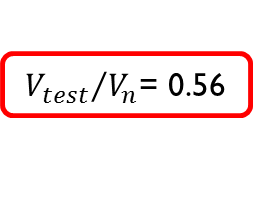 V_test/V_n = 0.56